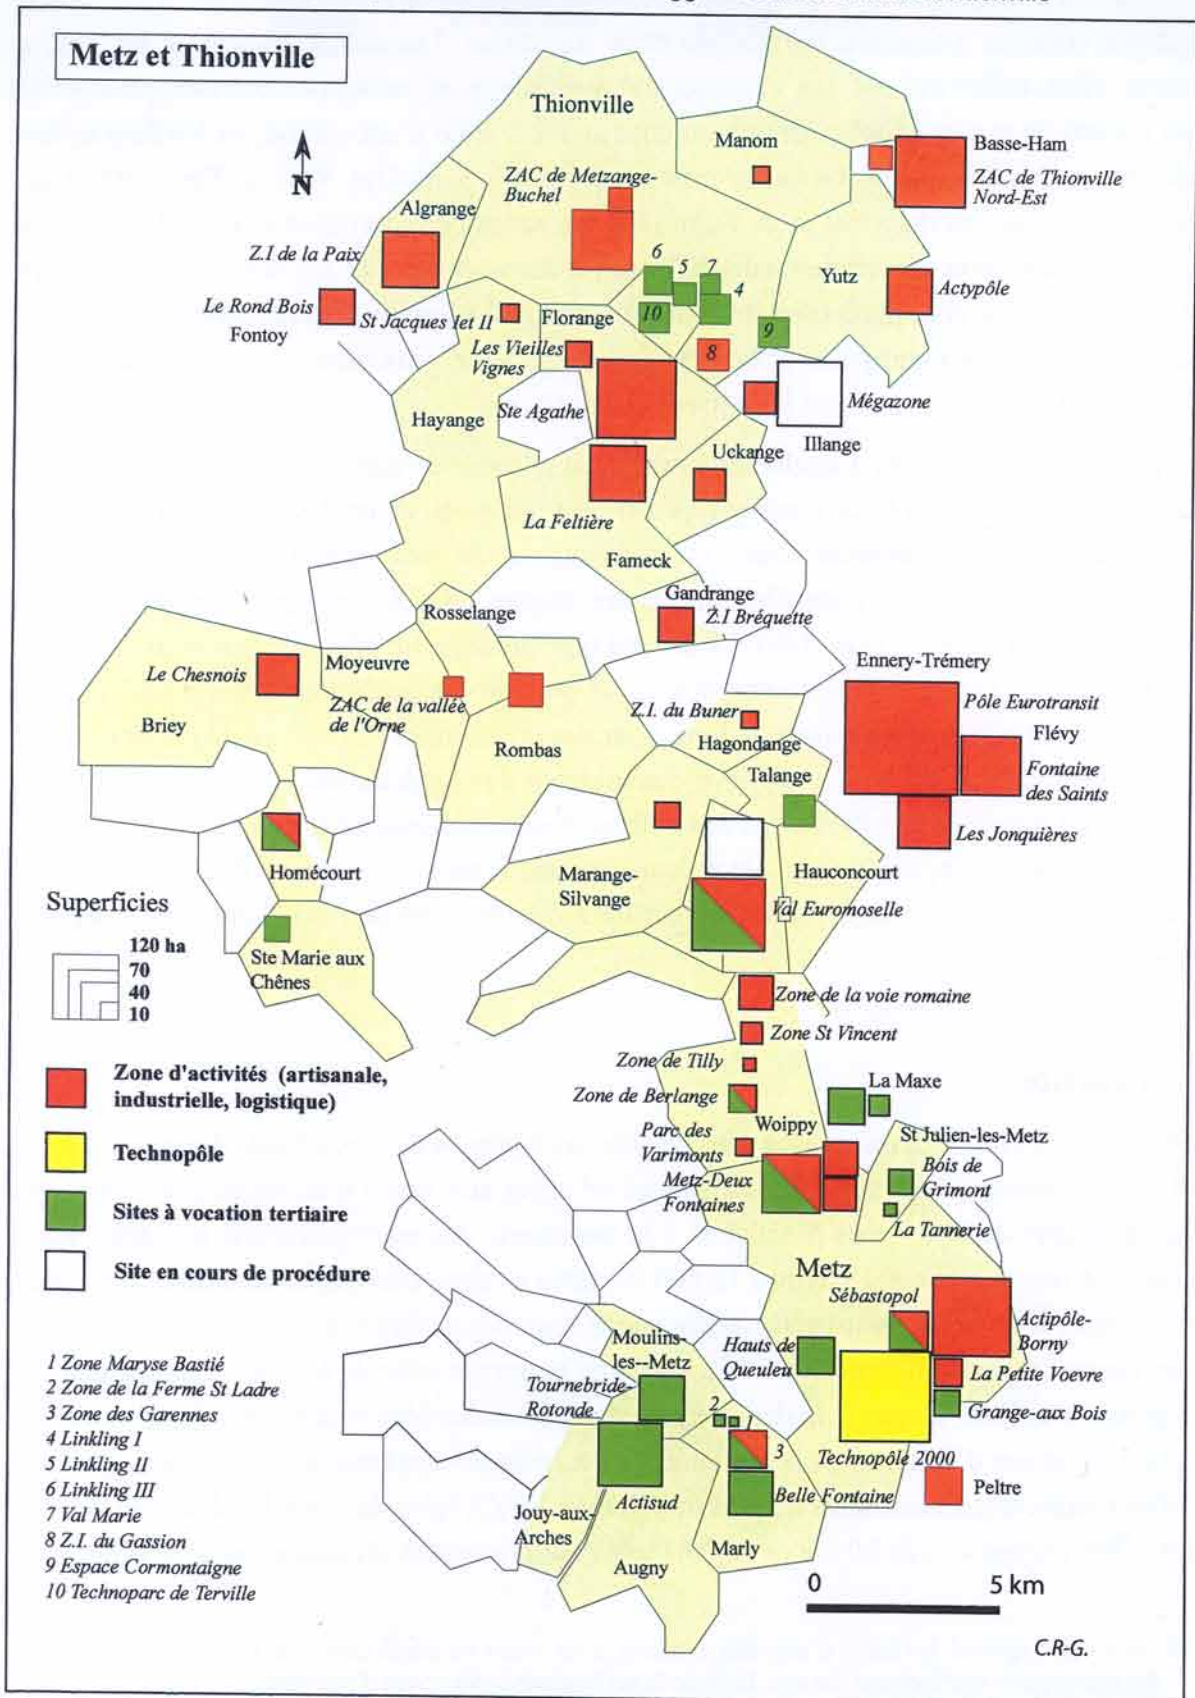 Metz et Thionville
N
Thionville
Manom
Basse-Ham
ZAC de Thionville
Nord-Est
ZAC de Metzange-
Buchel
Algrange
Z.I de la Paix
6
5
7
4
10
9
8
Yutz
Actypôle
Le Rond Bois
Fontoy
St Jacques Iet II
Florange
Les Vieilles
Vignes
Hayange
Ste Agathe
Mégazone
Illange
Uckange
La Feltière
Fameck
Gandrange
Z.I Bréquette
Rosselange
Le Chesnois
Moyeuvre
Briey
ZAC de la vallée
de l'Orne
Rombas
Z.I. du Buner
Hagondange
Talange
Ennery-Trémery
Pôle Eurotransit
Flévy
Fontaine
des Saints
Les Jonquières
Homécourt
Marange-
Silvange
Hauconcourt
Val Euromoselle
Superficies
120 ha
70
40
10
Ste Marie aux
Chênes
Zone de la voie romaine
Zone St Vincent
Zone de Tilly
Zone de Berlange
Woippy
La Maxe
Parc des
Varimonts
St Julien-les-Metz
Metz-Deux
Fontaines
Bois de
Grimont
La Tannerie
Zone d'activités (artisanale,
industrielle, logistique)
Technopôle
Sites à vocation tertiaire
Site en cours de procédure
Metz
Sébastopol
Actipôle-
Borny
Hauts de
Queuleu
La Petite Voevre
Grange-aux Bois
Technopôle 2000
Peltre
Moulins-
les--Metz
Tournebride-
Rotonde
2
1
3
Actisud
Belle Fontaine
Jouy-aux-
Arches
Augny
Marly
1 Zone Maryse Bastié
2 Zone de la Ferme St Ladre
3 Zone des Garennes
4 Linkling I
5 Linkling II
6 Linkling III
7 Val Marie
8 Z.I. du Gassion
9 Espace Cormontaigne
10 Technoparc de Terville
0
5 km
C.R-G.